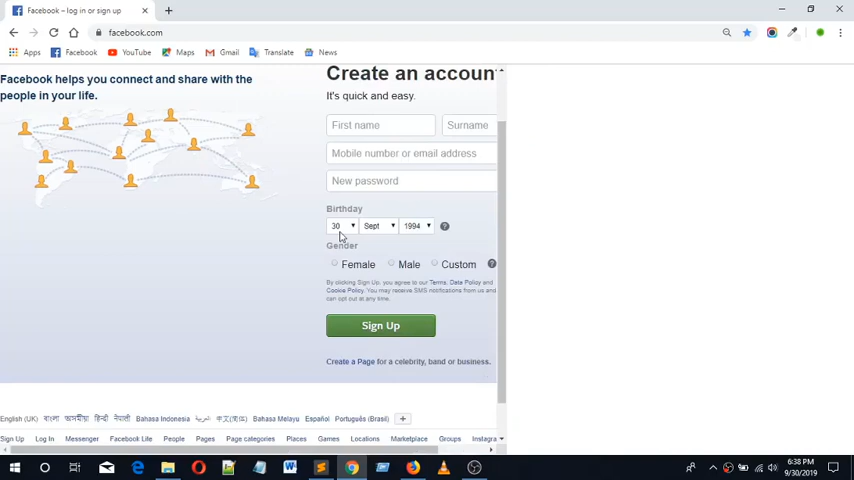 Facebook – log in or sign up
facebook.com
Apps Facebook YouTube Maps Gmail Translate News
Facebook helps you connect and share with the
people in your life.
Create an accoun
It's quick and easy.
First name Surname
Mobile number or email address
New password
Birthday
30 Sept 1994
Gender
Female Male Custom
By clicking Sign Up, you agree to our Terms, Data Policy and
Cookie Policy. You may receive SMS notifications from us and
can opt out at any time.
Sign Up
Create a Page for a celebrity, band or business.
English (UK) বাংলা অসমীয়া हिन्दी नेपाली Bahasa Indonesia العربية 中文(简体) Bahasa Melayu Español Português (Brasil)
Sign Up Log In Messenger Facebook Lite People Pages Page categories Places Games Locations Marketplace Groups Instagra
6:38 PM
9/30/2019